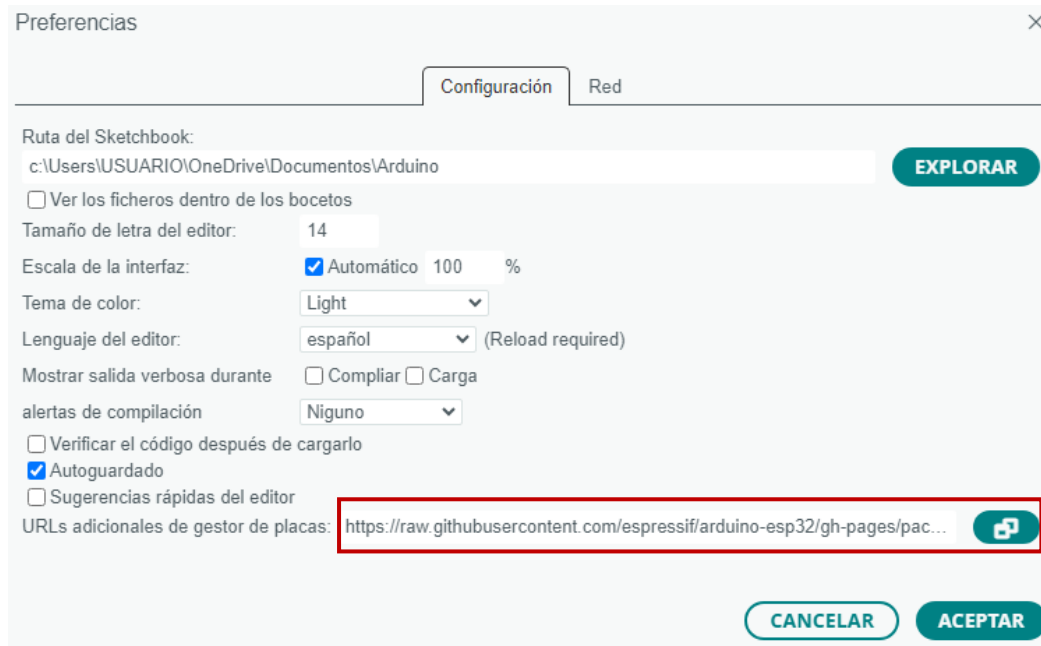 Preferencias
Configuración Red
Ruta del Sketchbook:
c:\Users\USUARIO\OneDrive\Documentos\Arduino EXPLORAR
Ver los ficheros dentro de los bocetos
Tamaño de letra del editor: 14
Escala de la interfaz: Automático 100 %
Tema de color: Light
Lenguaje del editor: español (Reload required)
Mostrar salida verbosa durante Compliar Carga
alertas de compilación Niguno
Verificar el código después de cargarlo
Autoguardado
Sugerencias rápidas del editor
URLs adicionales de gestor de placas: https://raw.githubusercontent.com/espressif/arduino-esp32/gh-pages/pac...
CANCELAR ACEPTAR